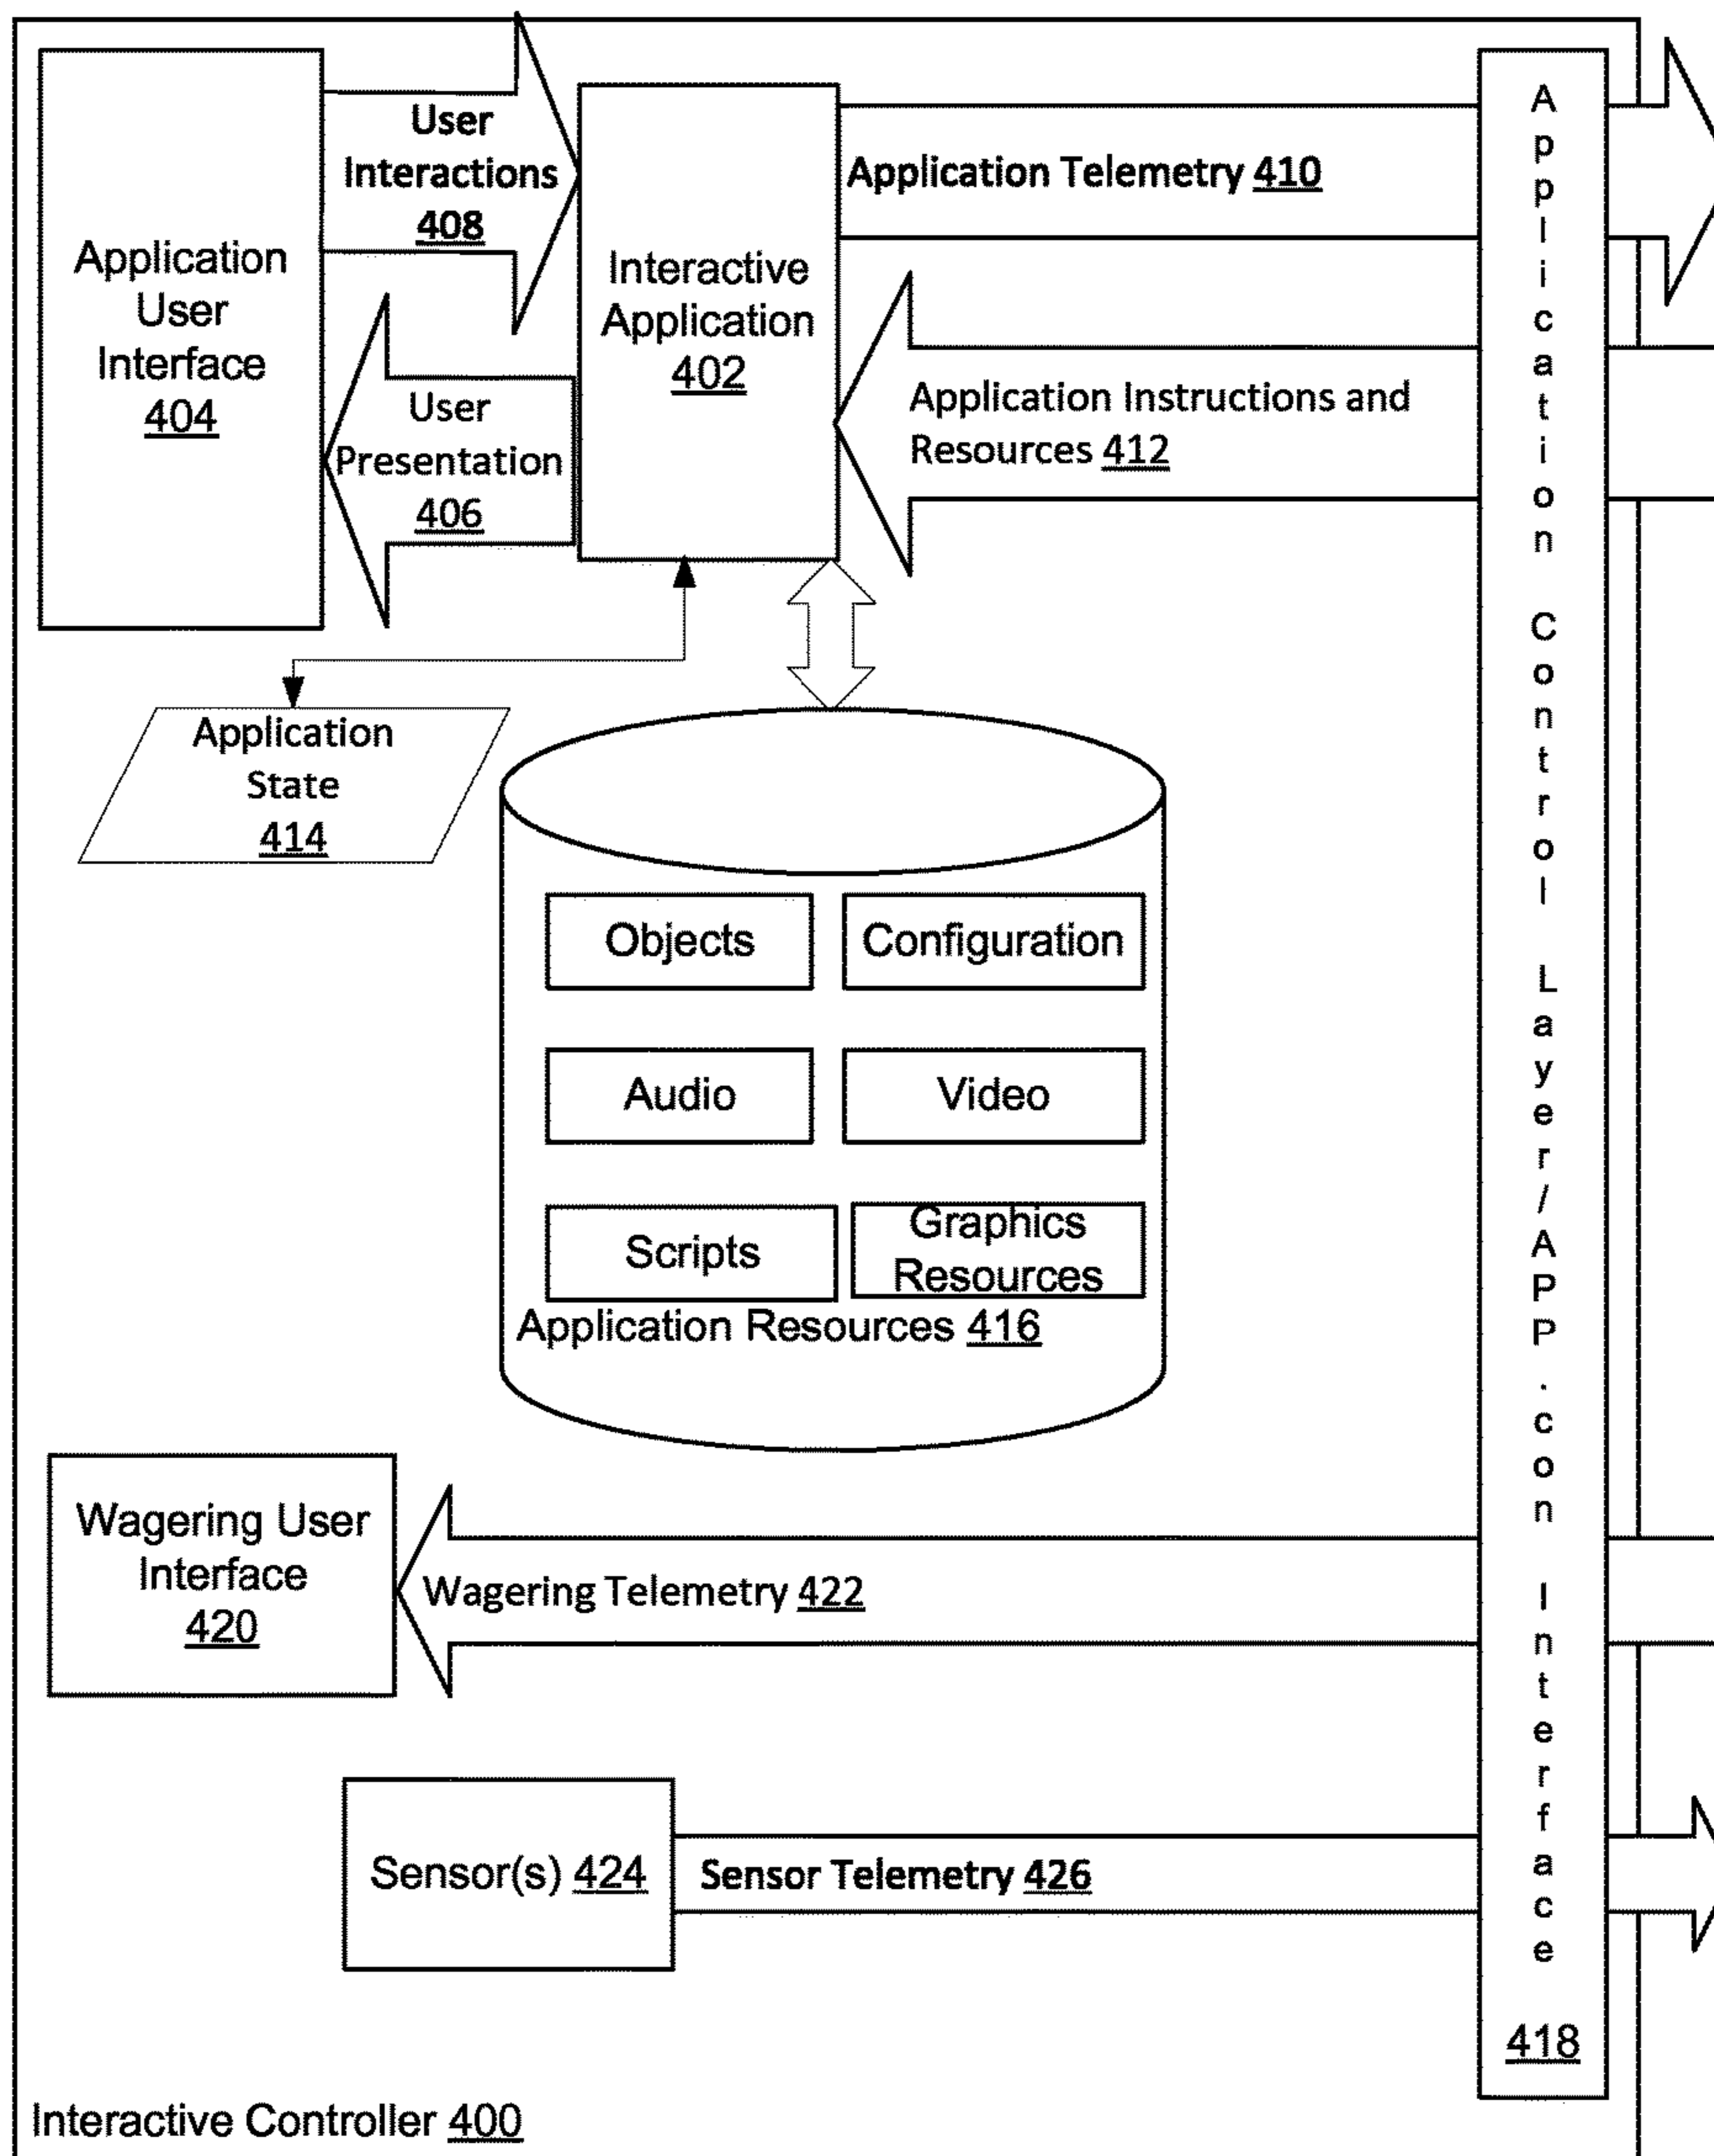 Application
User
Interface
404
User
Interactions
408
User
Presentation
406
Interactive
Application
402
Application Telemetry 410
Application Instructions and
Resources 412
Application
State
414
Objects
Configuration
Audio
Video
Scripts
Graphics
Resources
Application Resources 416
Wagering User
Interface
420
Wagering Telemetry 422
Sensor(s) 424
Sensor Telemetry 426
Application Control Layer/APP.con Interface
418
Interactive Controller 400